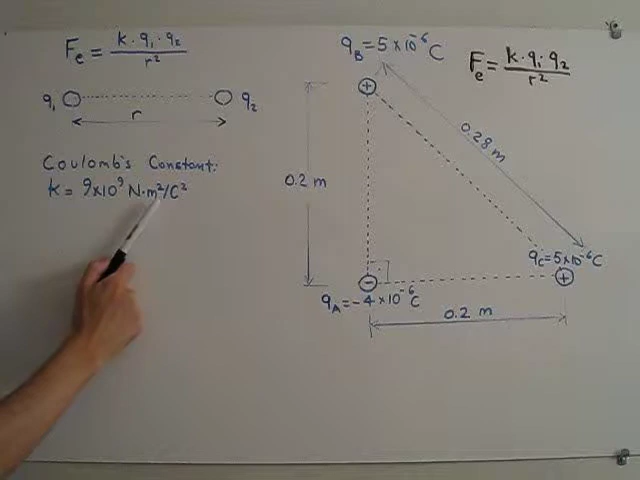 Fe = k · q1 · q2 / r²
q1 q2
r
Coulomb's Constant:
k = 9×10⁹ N·m²/C²
qB = 5×10⁻⁶ C
Fe = k · q1 · q2 / r²
0.28 m
0.2 m
qC = 5×10⁻⁶ C
+
+
−
qA = -4×10⁻⁶ C
0.2 m